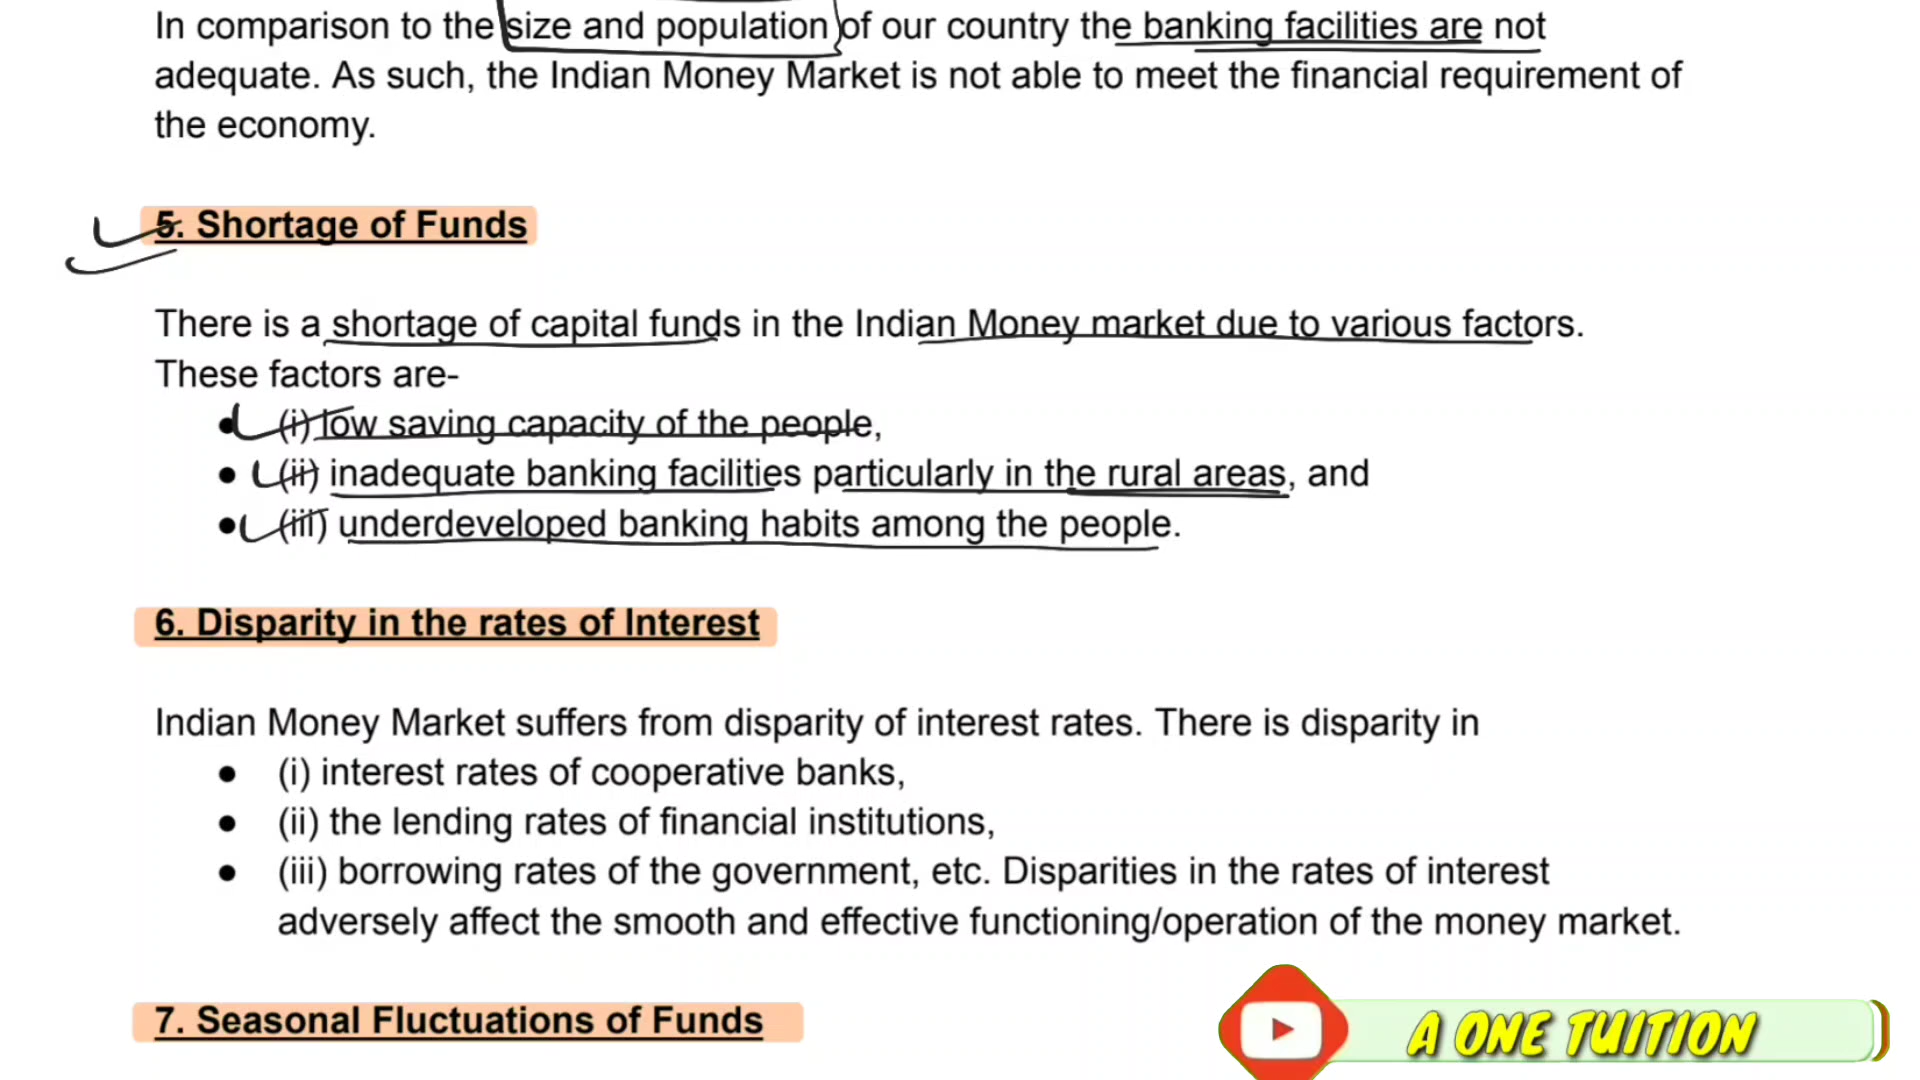 In comparison to the size and population of our country the banking facilities are not
adequate. As such, the Indian Money Market is not able to meet the financial requirement of
the economy.
5. Shortage of Funds
There is a shortage of capital funds in the Indian Money market due to various factors.
These factors are-
● (i) low saving capacity of the people,
● (ii) inadequate banking facilities particularly in the rural areas, and
● (iii) underdeveloped banking habits among the people.
6. Disparity in the rates of Interest
Indian Money Market suffers from disparity of interest rates. There is disparity in
● (i) interest rates of cooperative banks,
● (ii) the lending rates of financial institutions,
● (iii) borrowing rates of the government, etc. Disparities in the rates of interest
adversely affect the smooth and effective functioning/operation of the money market.
7. Seasonal Fluctuations of Funds
A ONE TUITION